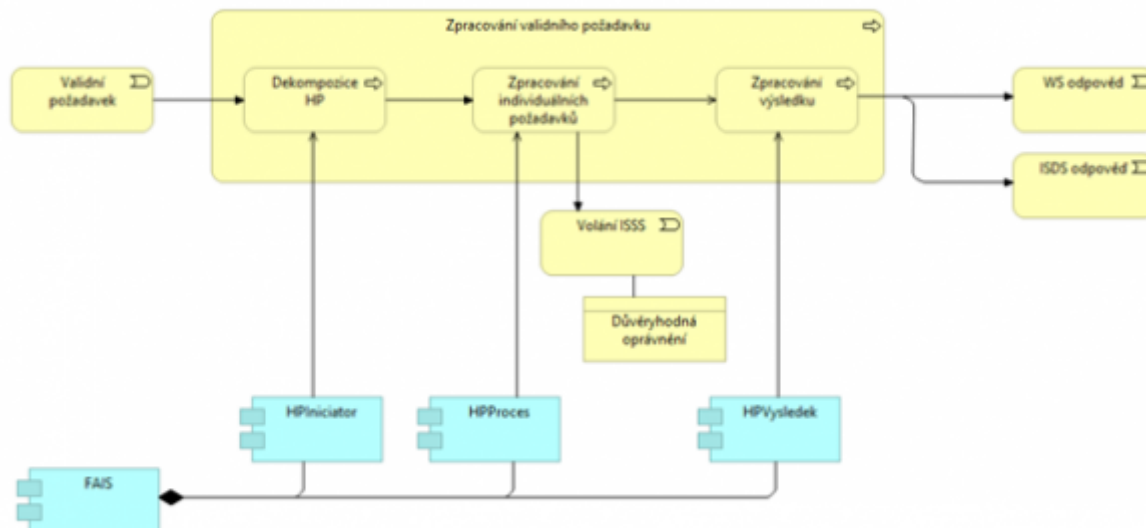 Zpracování validního požadavku
Validní
požadavek
Dekompozice
HP
Zpracování
individuálních
požadavků
Zpracování
výsledku
WS odpověd
ISDS odpověď
Volání ISSS
Důvěryhodná
oprávnění
HPIniciator
HPProces
HPVysledek
FAIS